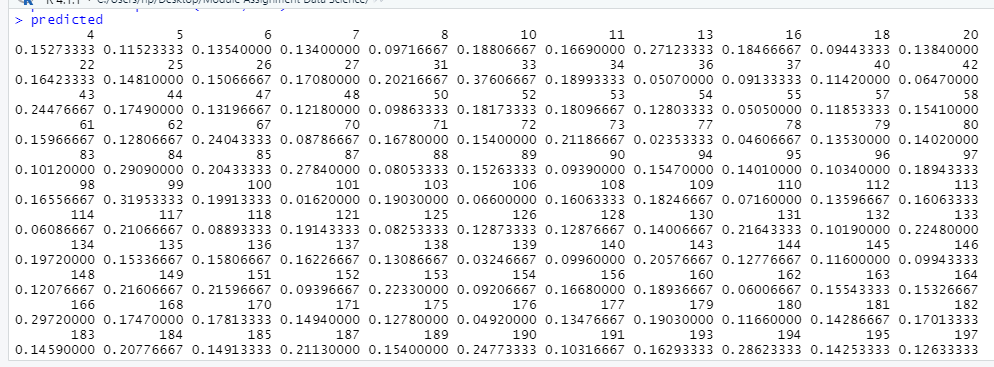 R 4.1.1 · C:/Users/hp/Desktop/Module Assignment Data Science/
> predicted
4 5 6 7 8 10 11 13 16 18 20
0.15273333 0.11523333 0.13540000 0.13400000 0.09716667 0.18806667 0.16690000 0.27123333 0.18466667 0.09443333 0.13840000
22 25 26 27 31 33 34 36 37 40 42
0.16423333 0.14810000 0.15066667 0.17080000 0.20216667 0.37606667 0.18993333 0.05070000 0.09133333 0.11420000 0.06470000
43 44 47 48 50 52 53 54 55 57 58
0.24476667 0.17490000 0.13196667 0.12180000 0.09863333 0.18173333 0.18096667 0.12803333 0.05050000 0.11853333 0.15410000
61 62 67 70 71 72 73 77 78 79 80
0.15966667 0.12806667 0.24043333 0.08786667 0.16780000 0.15400000 0.21186667 0.02353333 0.04606667 0.13530000 0.14020000
83 84 85 87 88 89 90 94 95 96 97
0.10120000 0.29090000 0.20433333 0.27840000 0.08053333 0.15263333 0.09390000 0.15470000 0.14010000 0.10340000 0.18943333
98 99 100 101 103 106 108 109 110 112 113
0.16556667 0.31953333 0.19913333 0.01620000 0.19030000 0.06600000 0.16063333 0.18246667 0.07160000 0.13596667 0.16063333
114 117 118 121 125 126 128 130 131 132 133
0.06086667 0.21066667 0.08893333 0.19143333 0.08253333 0.12873333 0.12876667 0.14006667 0.21643333 0.10190000 0.22480000
134 135 136 137 138 139 140 143 144 145 146
0.19720000 0.15336667 0.15806667 0.16226667 0.13086667 0.03246667 0.09960000 0.20576667 0.12776667 0.11600000 0.09943333
148 149 151 152 153 154 156 160 162 163 164
0.12076667 0.21606667 0.21596667 0.09396667 0.22330000 0.09206667 0.16680000 0.18936667 0.06006667 0.15543333 0.15326667
166 168 170 171 175 176 177 179 180 181 182
0.29720000 0.17470000 0.17813333 0.14940000 0.12780000 0.04920000 0.13476667 0.19030000 0.11660000 0.14286667 0.17013333
183 184 185 187 189 190 191 193 194 195 197
0.14590000 0.20776667 0.14913333 0.21130000 0.15400000 0.24773333 0.10316667 0.16293333 0.28623333 0.14253333 0.12633333